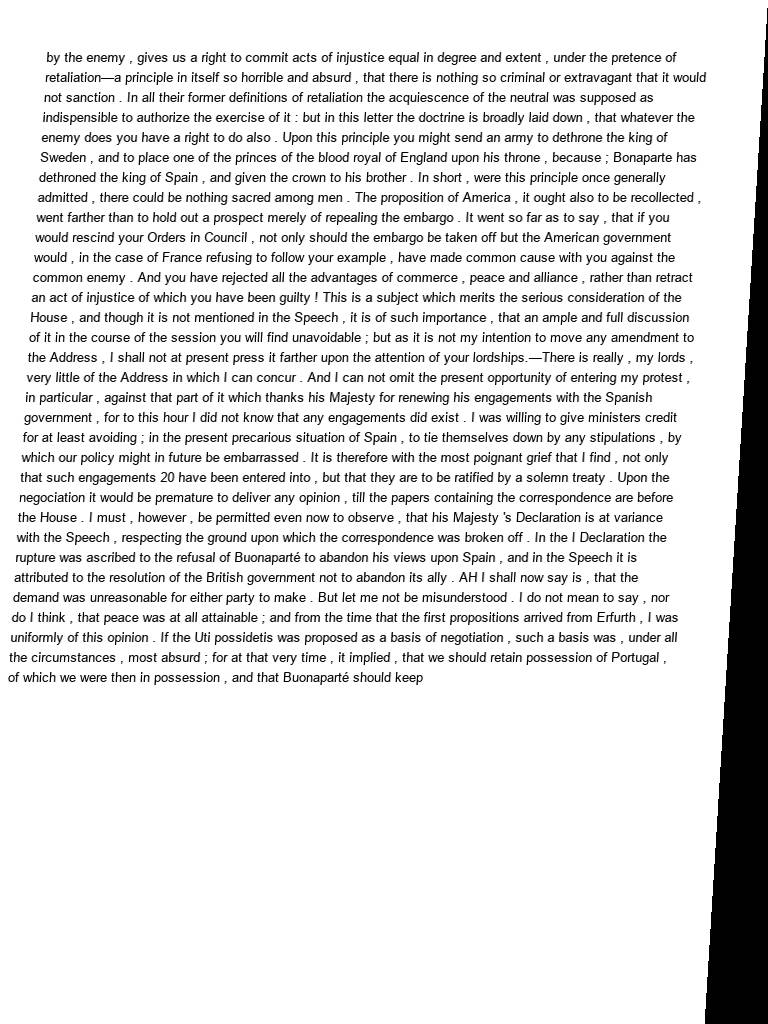 by the enemy , gives us a right to commit acts of injustice equal in degree and extent , under the pretence of
retaliation—a principle in itself so horrible and absurd , that there is nothing so criminal or extravagant that it would
not sanction . In all their former definitions of retaliation the acquiescence of the neutral was supposed as
indispensible to authorize the exercise of it : but in this letter the doctrine is broadly laid down , that whatever the
enemy does you have a right to do also . Upon this principle you might send an army to dethrone the king of
Sweden , and to place one of the princes of the blood royal of England upon his throne , because ; Bonaparte has
dethroned the king of Spain , and given the crown to his brother . In short , were this principle once generally
admitted , there could be nothing sacred among men . The proposition of America , it ought also to be recollected ,
went farther than to hold out a prospect merely of repealing the embargo . It went so far as to say , that if you
would rescind your Orders in Council , not only should the embargo be taken off but the American government
would , in the case of France refusing to follow your example , have made common cause with you against the
common enemy . And you have rejected all the advantages of commerce , peace and alliance , rather than retract
an act of injustice of which you have been guilty ! This is a subject which merits the serious consideration of the
House , and though it is not mentioned in the Speech , it is of such importance , that an ample and full discussion
of it in the course of the session you will find unavoidable ; but as it is not my intention to move any amendment to
the Address , I shall not at present press it farther upon the attention of your lordships.—There is really , my lords ,
very little of the Address in which I can concur . And I can not omit the present opportunity of entering my protest ,
in particular , against that part of it which thanks his Majesty for renewing his engagements with the Spanish
government , for to this hour I did not know that any engagements did exist . I was willing to give ministers credit
for at least avoiding ; in the present precarious situation of Spain , to tie themselves down by any stipulations , by
which our policy might in future be embarrassed . It is therefore with the most poignant grief that I find , not only
that such engagements 20 have been entered into , but that they are to be ratified by a solemn treaty . Upon the
negociation it would be premature to deliver any opinion , till the papers containing the correspondence are before
the House . I must , however , be permitted even now to observe , that his Majesty 's Declaration is at variance
with the Speech , respecting the ground upon which the correspondence was broken off . In the I Declaration the
rupture was ascribed to the refusal of Buonaparté to abandon his views upon Spain , and in the Speech it is
attributed to the resolution of the British government not to abandon its ally . AH I shall now say is , that the
demand was unreasonable for either party to make . But let me not be misunderstood . I do not mean to say , nor
do I think , that peace was at all attainable ; and from the time that the first propositions arrived from Erfurth , I was
uniformly of this opinion . If the Uti possidetis was proposed as a basis of negotiation , such a basis was , under all
the circumstances , most absurd ; for at that very time , it implied , that we should retain possession of Portugal ,
of which we were then in possession , and that Buonaparté should keep